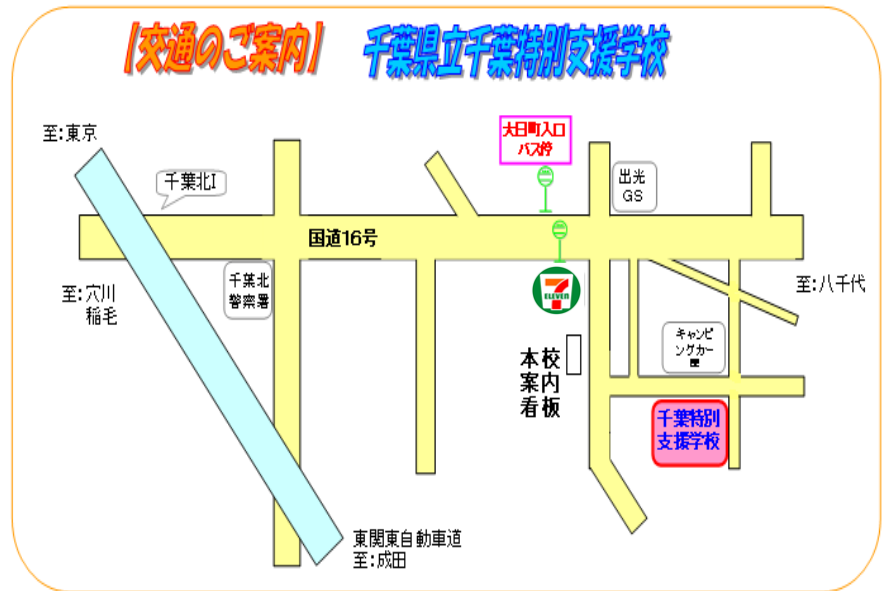 【交通のご案内】 千葉県立千葉特別支援学校
至:東京
千葉北I
大日町入口
バス停
出光
GS
国道16号
千葉北
警察署
至:穴川
稲毛
7
ELEVEN
至:八千代
本校
案内
看板
キャンピ
ングカー
屋
千葉特別
支援学校
東関東自動車道
至:成田